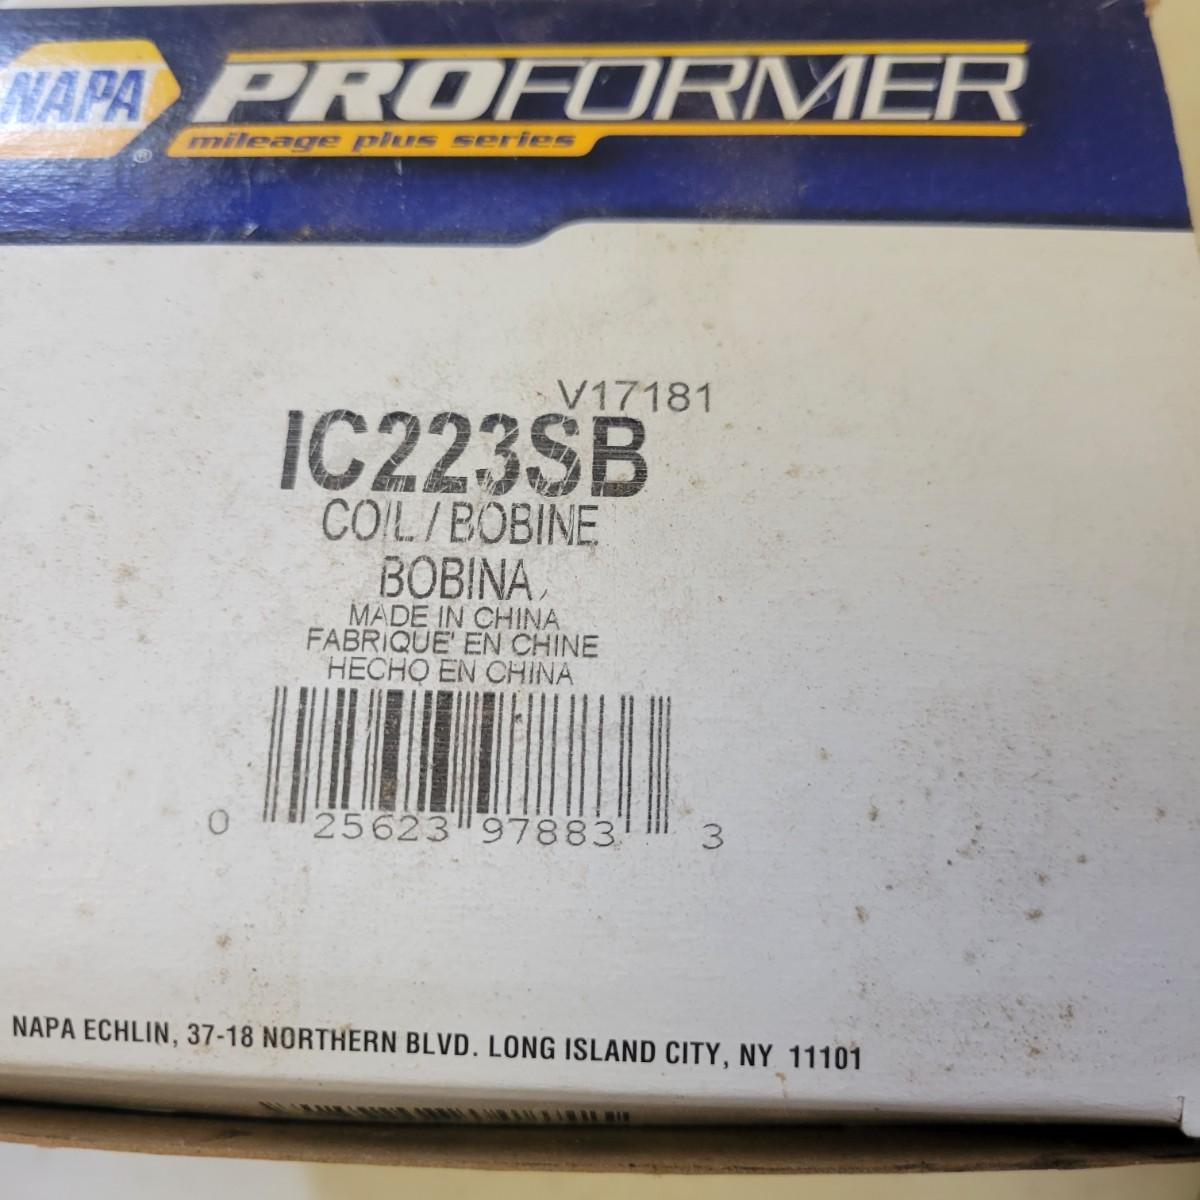 NAPA PROFORMER
® mileage plus series
V17181
IC223SB
COIL/BOBINE
BOBINA,
MADE IN CHINA
FABRIQUE' EN CHINE
HECHO EN CHINA
0 25623 97883 3
NAPA ECHLIN, 37-18 NORTHERN BLVD. LONG ISLAND CITY, NY 11101